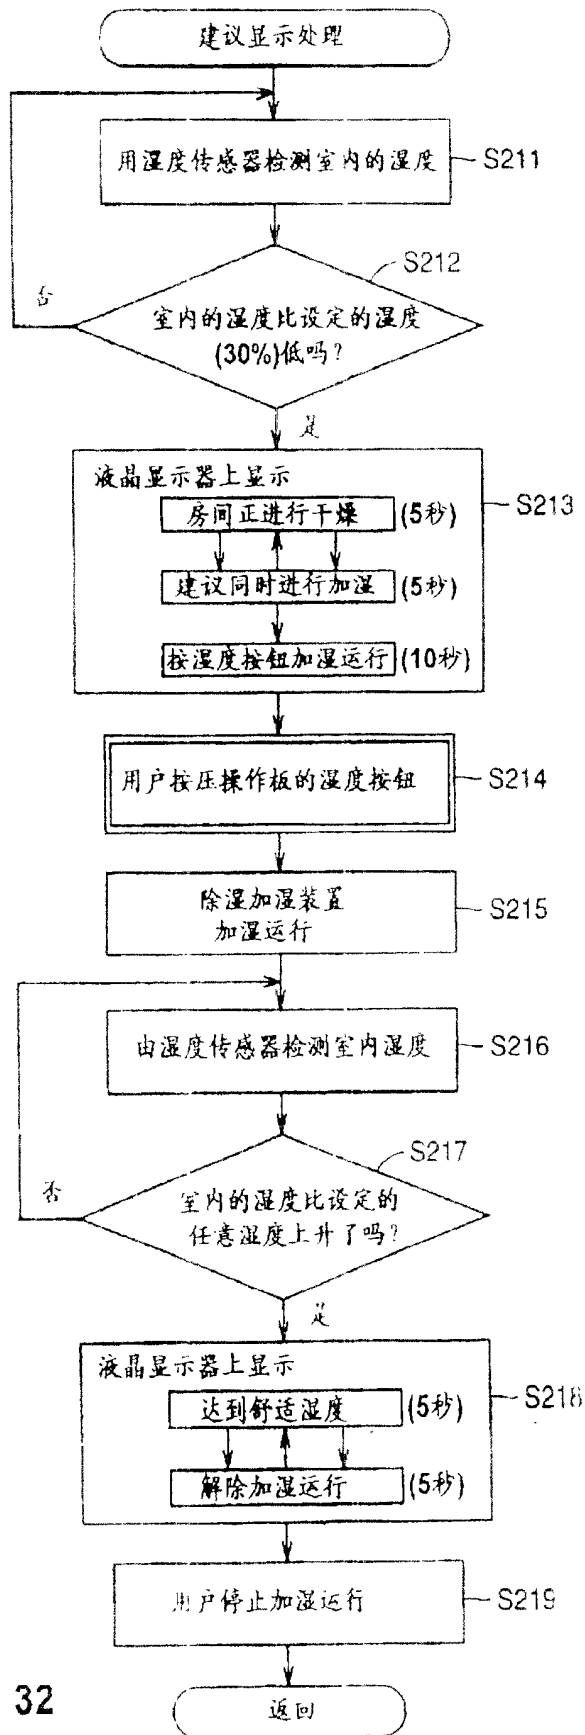 建议显示处理
用湿度传感器检测室内的湿度
S211
S212
否
室内的湿度比设定的湿度
(30%)低吗?
是
液晶显示器上显示
S213
房间正进行干燥 (5秒)
建议同时进行加湿 (5秒)
按湿度按钮加湿运行 (10秒)
用户按压操作板的湿度按钮
S214
除湿加湿装置
加湿运行
S215
由湿度传感器检测室内湿度
S216
S217
否
室内的湿度比设定的
任意湿度上升了吗?
是
液晶显示器上显示
S218
达到舒适湿度 (5秒)
解除加湿运行 (5秒)
用户停止加湿运行
S219
32
返回